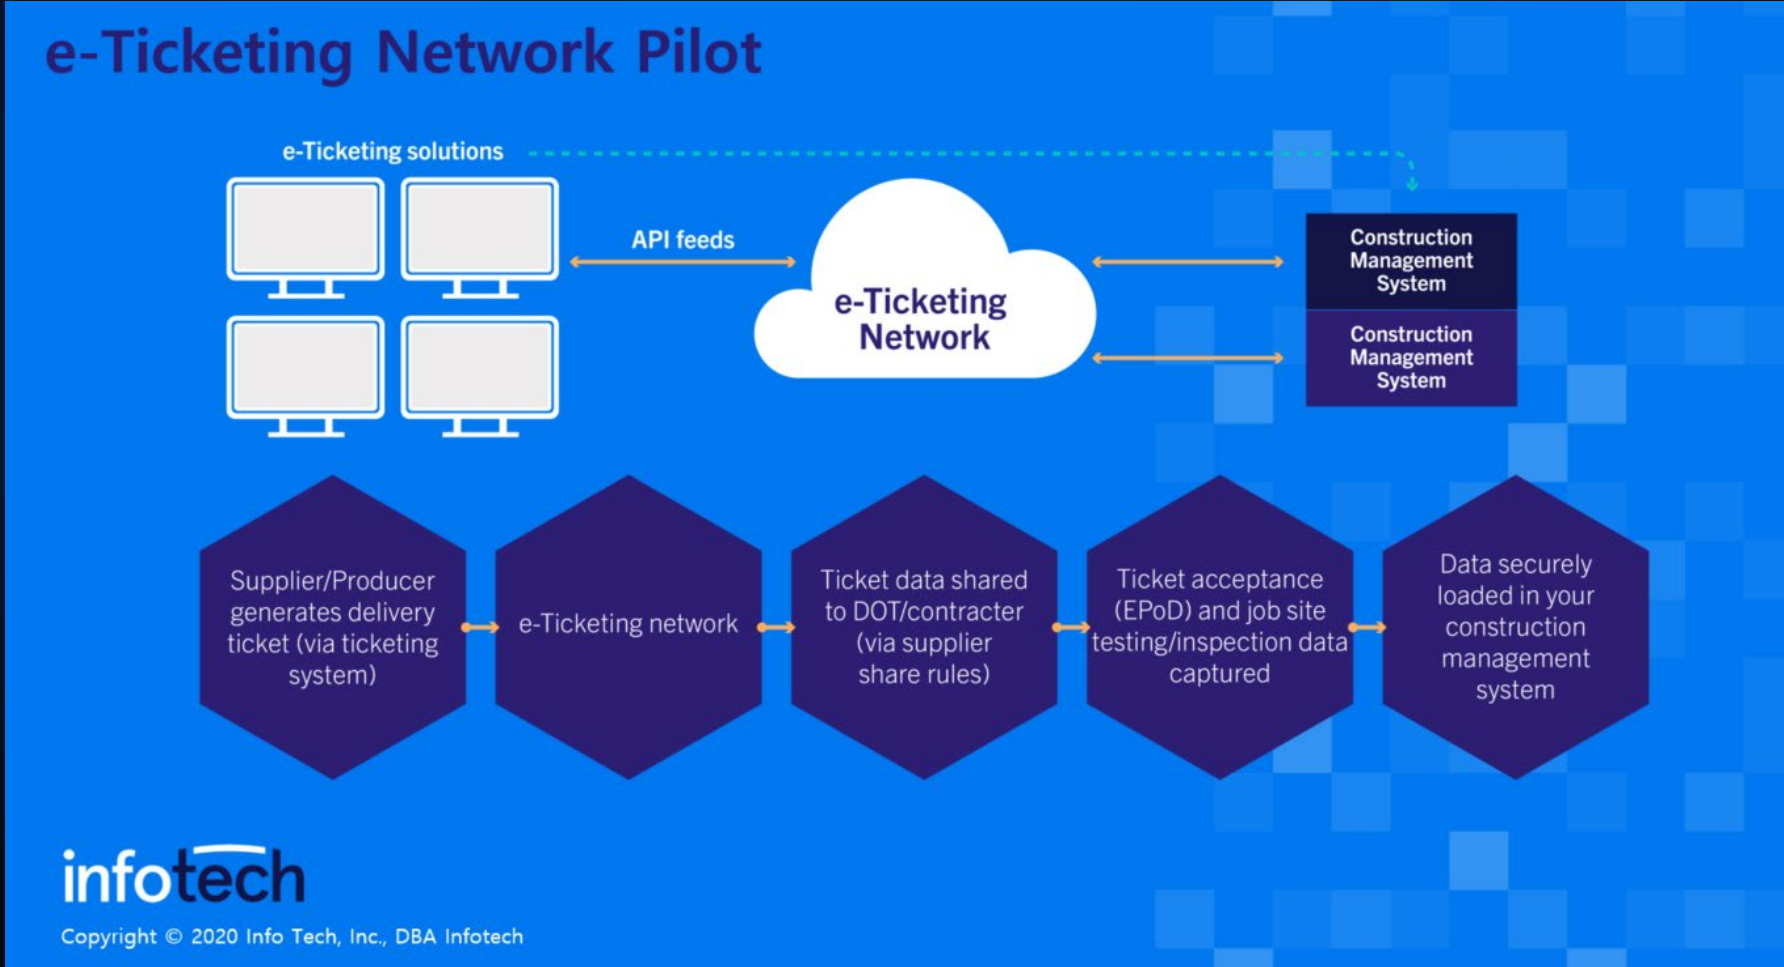 e-Ticketing Network Pilot
e-Ticketing solutions
API feeds
e-Ticketing
Network
Construction
Management
System
Construction
Management
System
Supplier/Producer
generates delivery
ticket (via ticketing
system)
e-Ticketing network
Ticket data shared
to DOT/contracter
(via supplier
share rules)
Ticket acceptance
(EPoD) and job site
testing/inspection data
captured
Data securely
loaded in your
construction
management
system
infotech
Copyright © 2020 Info Tech, Inc., DBA Infotech